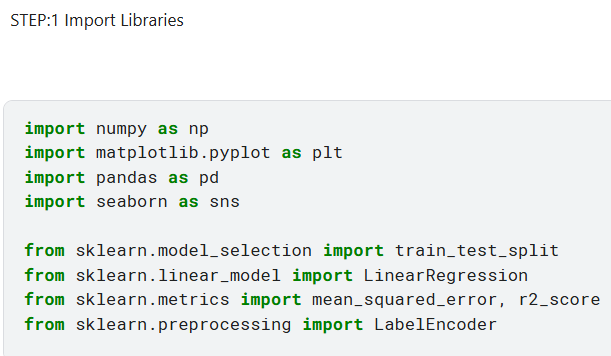 STEP:1 Import Libraries
import numpy as np
import matplotlib.pyplot as plt
import pandas as pd
import seaborn as sns
from sklearn.model_selection import train_test_split
from sklearn.linear_model import LinearRegression
from sklearn.metrics import mean_squared_error, r2_score
from sklearn.preprocessing import LabelEncoder